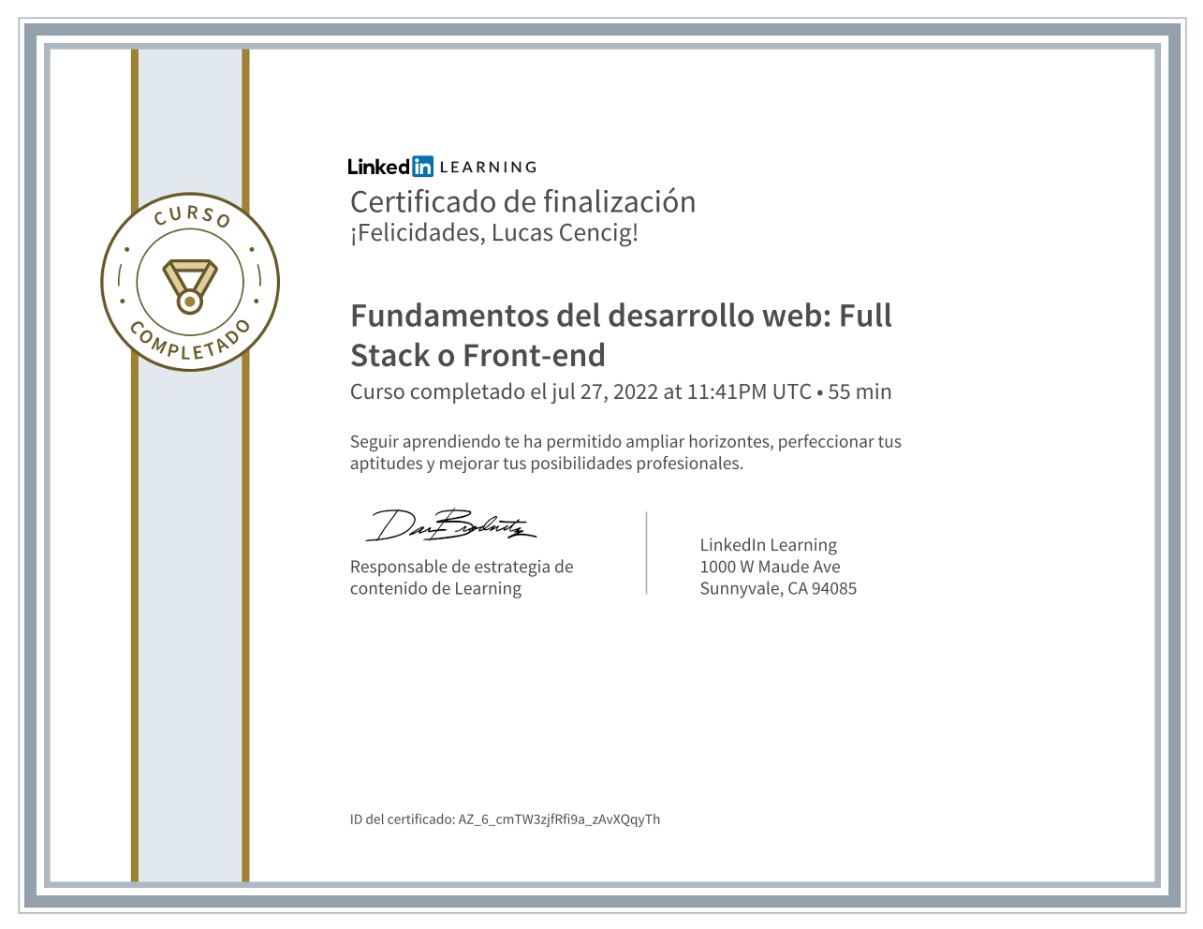 LinkedIn LEARNING
Certificado de finalización
¡Felicidades, Lucas Cencig!
CURSO
COMPLETADO
Fundamentos del desarrollo web: Full
Stack o Front-end
Curso completado el jul 27, 2022 at 11:41PM UTC • 55 min
Seguir aprendiendo te ha permitido ampliar horizontes, perfeccionar tus
aptitudes y mejorar tus posibilidades profesionales.
Responsable de estrategia de
contenido de Learning
LinkedIn Learning
1000 W Maude Ave
Sunnyvale, CA 94085
ID del certificado: AZ_6_cmTW3zjfRfi9a_zAvXQqyTh